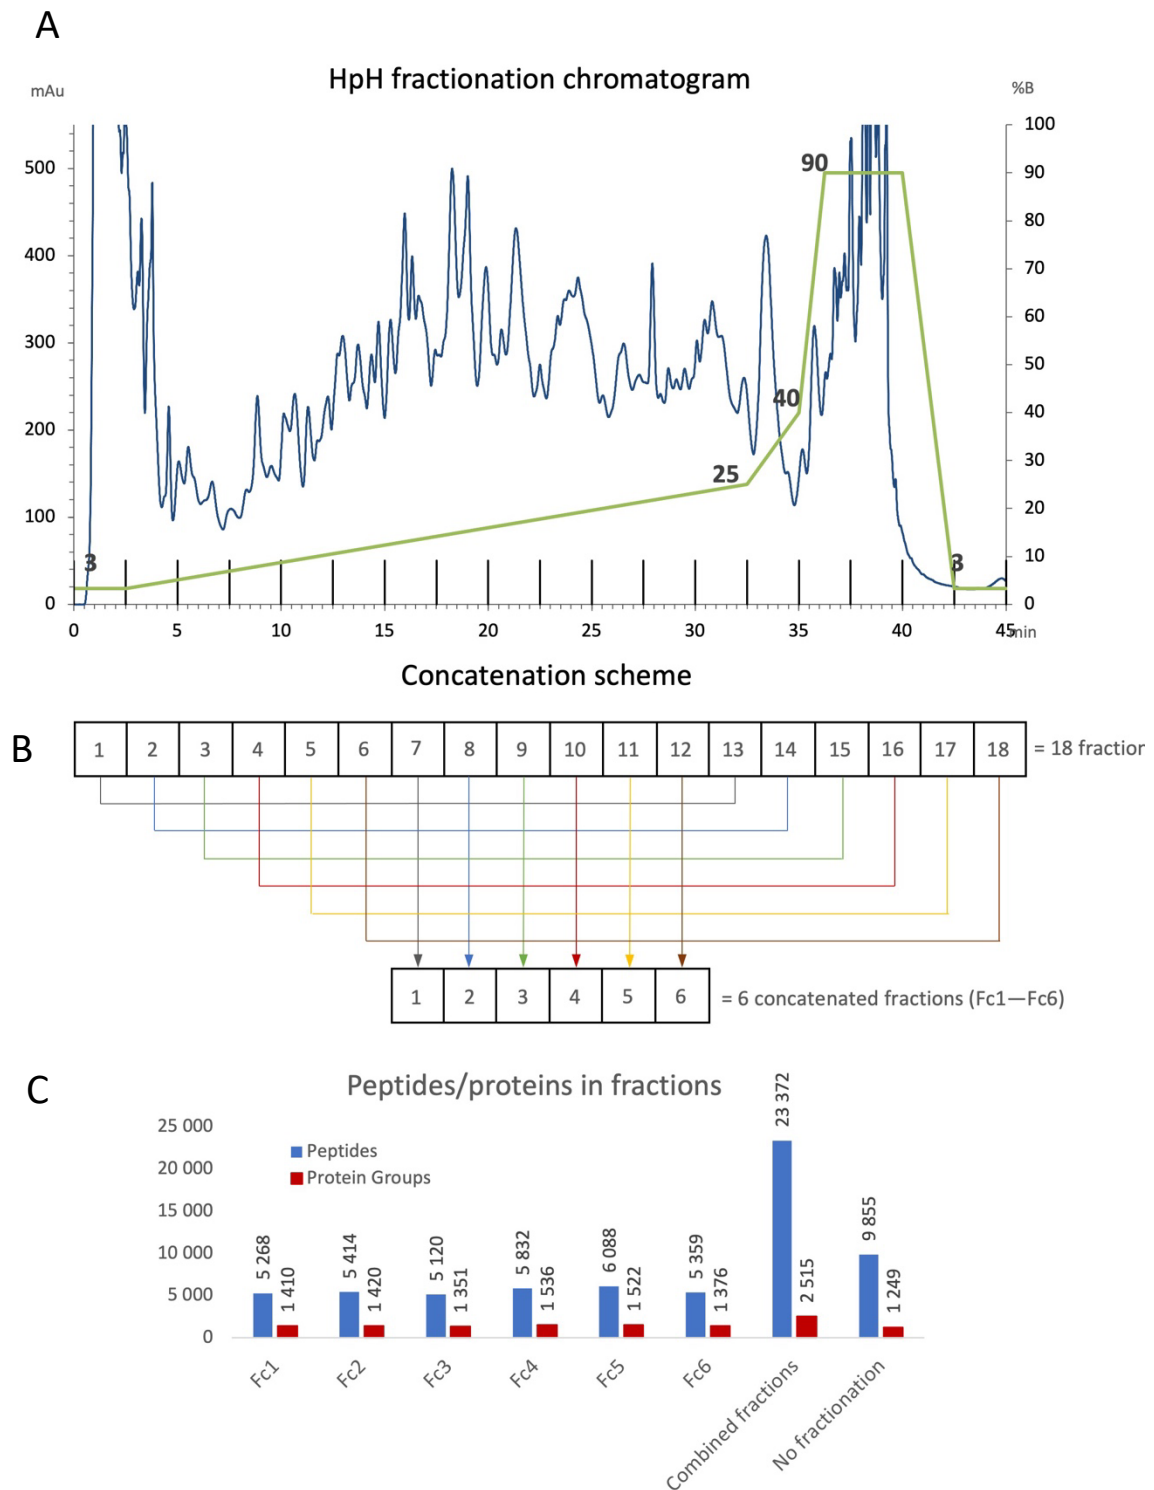 A
HpH fractionation chromatogram
mAu
%B
500
400
300
200
100
0
100
90
80
70
60
50
40
30
20
10
0
90
40
25
3
3
0 5 10 15 20 25 30 35 40 45 min
Concatenation scheme
B
1 2 3 4 5 6 7 8 9 10 11 12 13 14 15 16 17 18 = 18 fraction
1 2 3 4 5 6 = 6 concatenated fractions (Fc1—Fc6)
C
Peptides/proteins in fractions
25 000
20 000
15 000
10 000
5 000
0
Peptides
Protein Groups
5 268 1 410 5 414 1 420 5 120 1 351 5 832 1 536 6 088 1 522 5 359 1 376 23 372 2 515 9 855 1 249
Fc1 Fc2 Fc3 Fc4 Fc5 Fc6 Combined fractions No fractionation